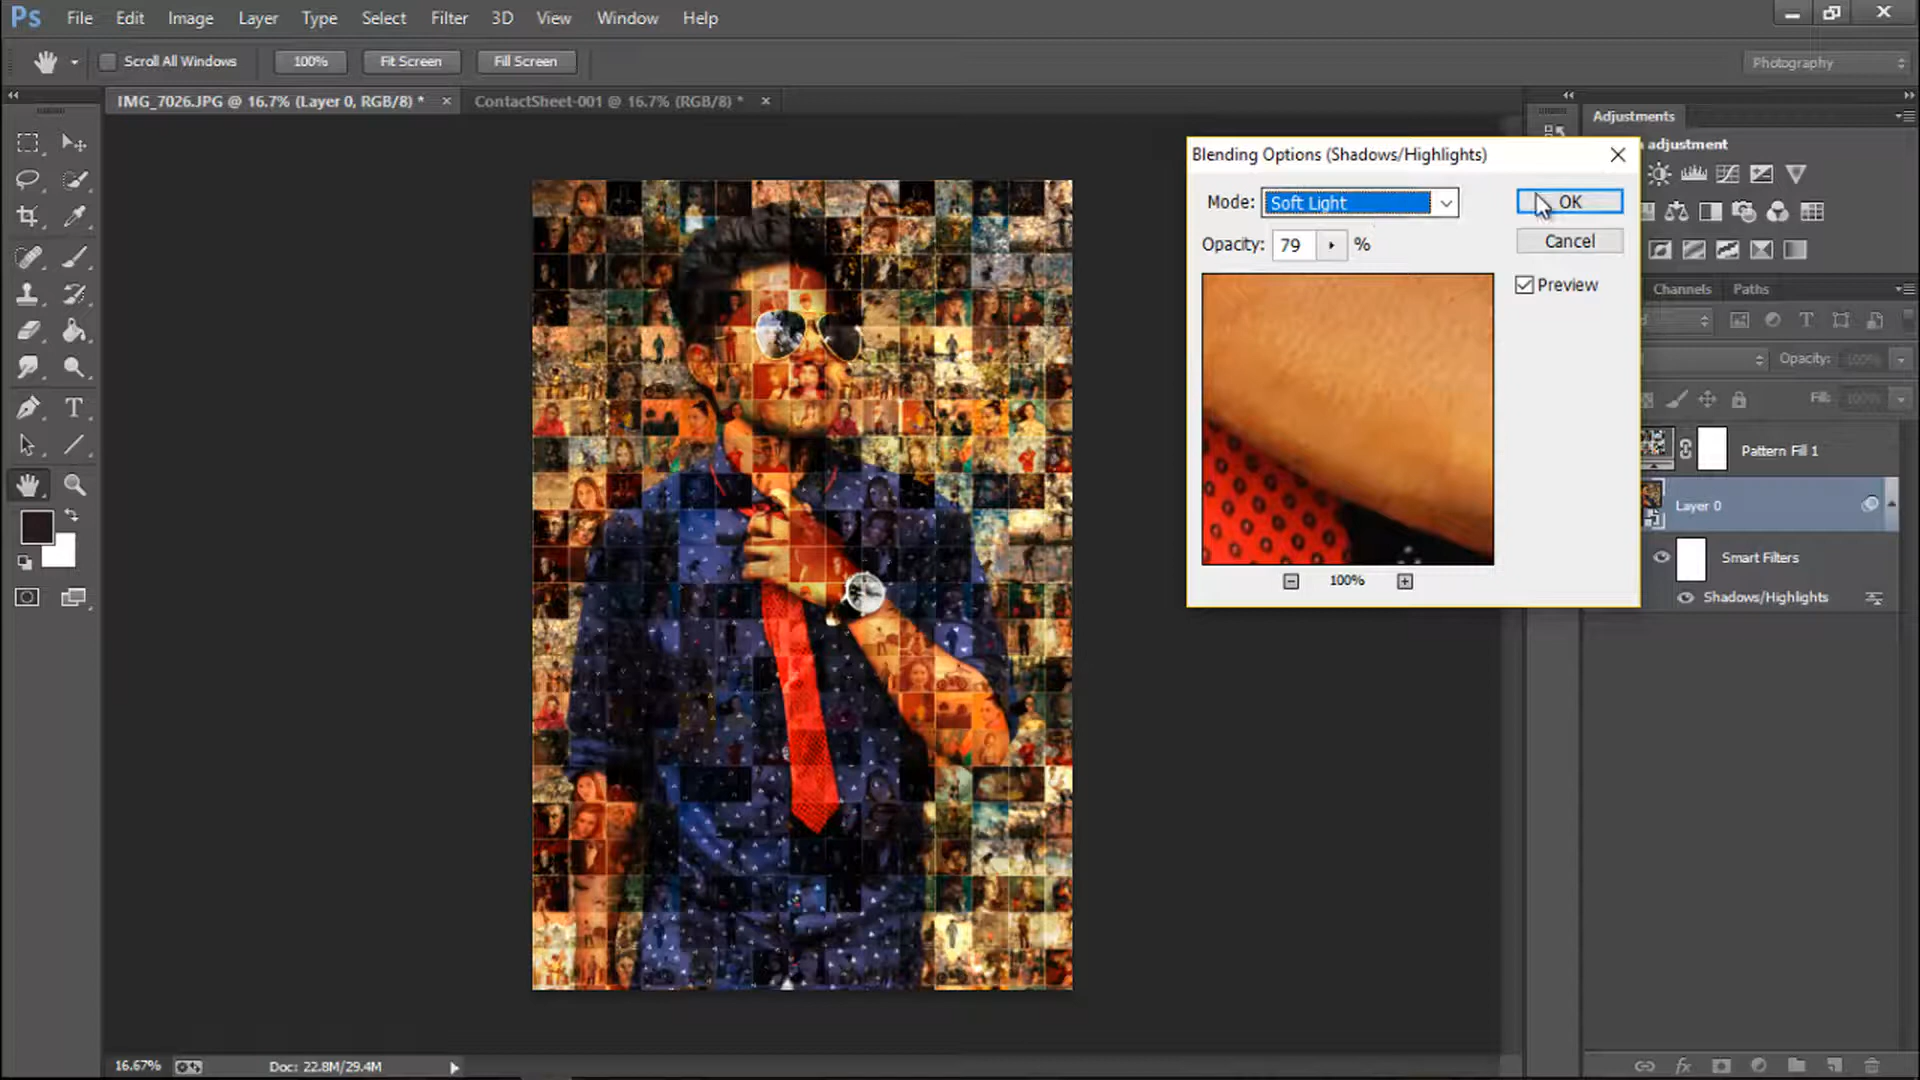 Ps File Edit Image Layer Type Select Filter 3D View Window Help
Scroll All Windows 100% Fit Screen Fill Screen Photography
IMG_7026.JPG @ 16.7% (Layer 0, RGB/8) * × ContactSheet-001 @ 16.7% (RGB/8) * ×
Adjustments
adjustment
Blending Options (Shadows/Highlights)
Mode: Soft Light OK
Opacity: 79 % Cancel
Preview
100%
Channels Paths
Opacity: 100%
Fill: 100%
Pattern Fill 1
Layer 0
Smart Filters
Shadows/Highlights
16.67% Doc: 22.8M/29.4M